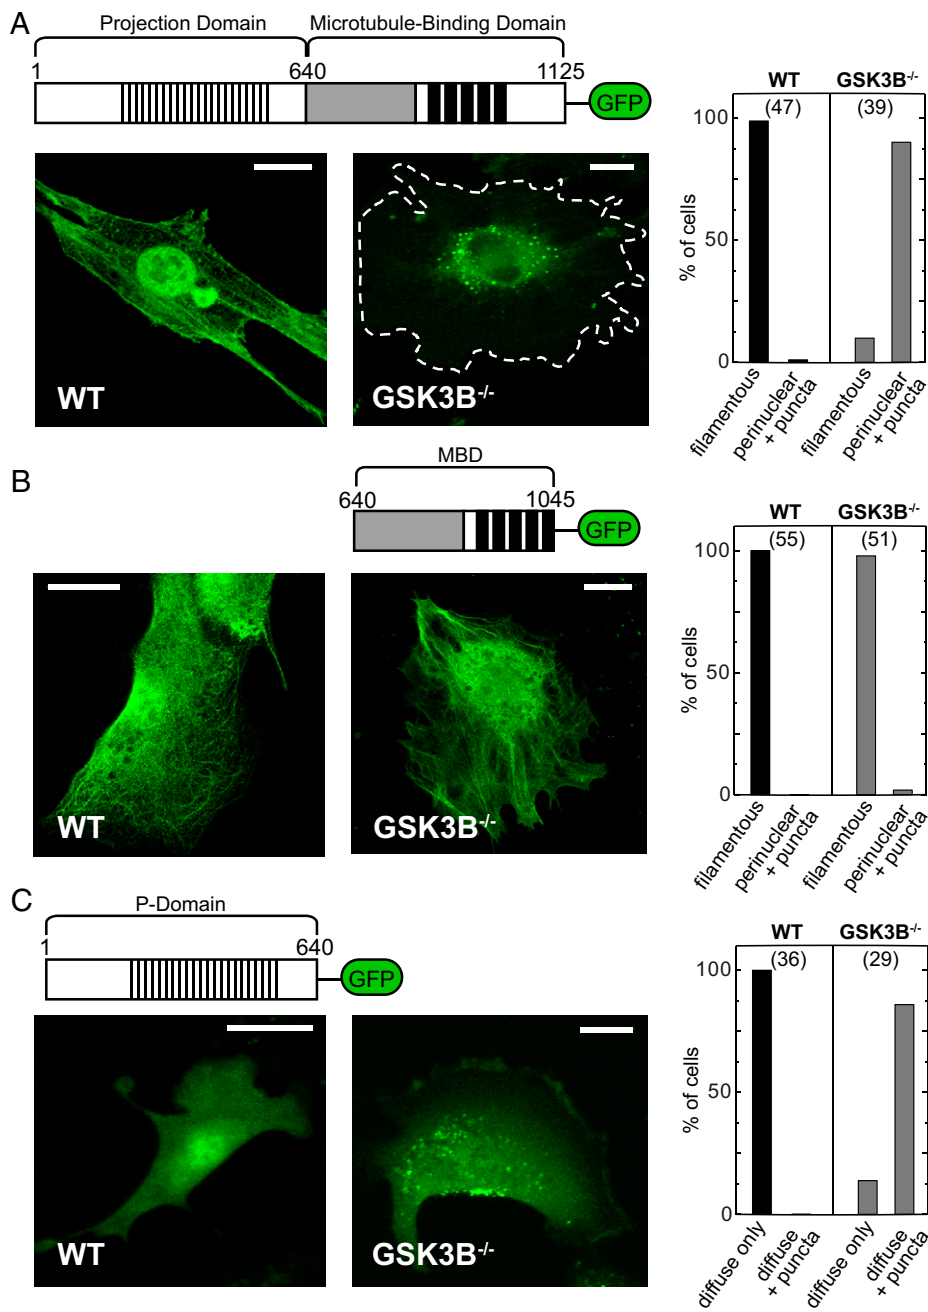 A
Projection Domain
Microtubule-Binding Domain
1
640
1125
GFP
WT
GSK3B-/-
WT
GSK3B-/-
(47)
(39)
100
50
0
% of cells
filamentous
perinuclear
+ puncta
filamentous
perinuclear
+ puncta
B
MBD
640
1045
GFP
WT
GSK3B-/-
WT
GSK3B-/-
(55)
(51)
100
50
0
% of cells
filamentous
perinuclear
+ puncta
filamentous
perinuclear
+ puncta
C
P-Domain
1
640
GFP
WT
GSK3B-/-
WT
GSK3B-/-
(36)
(29)
100
50
0
% of cells
diffuse only
diffuse
+ puncta
diffuse only
diffuse
+ puncta